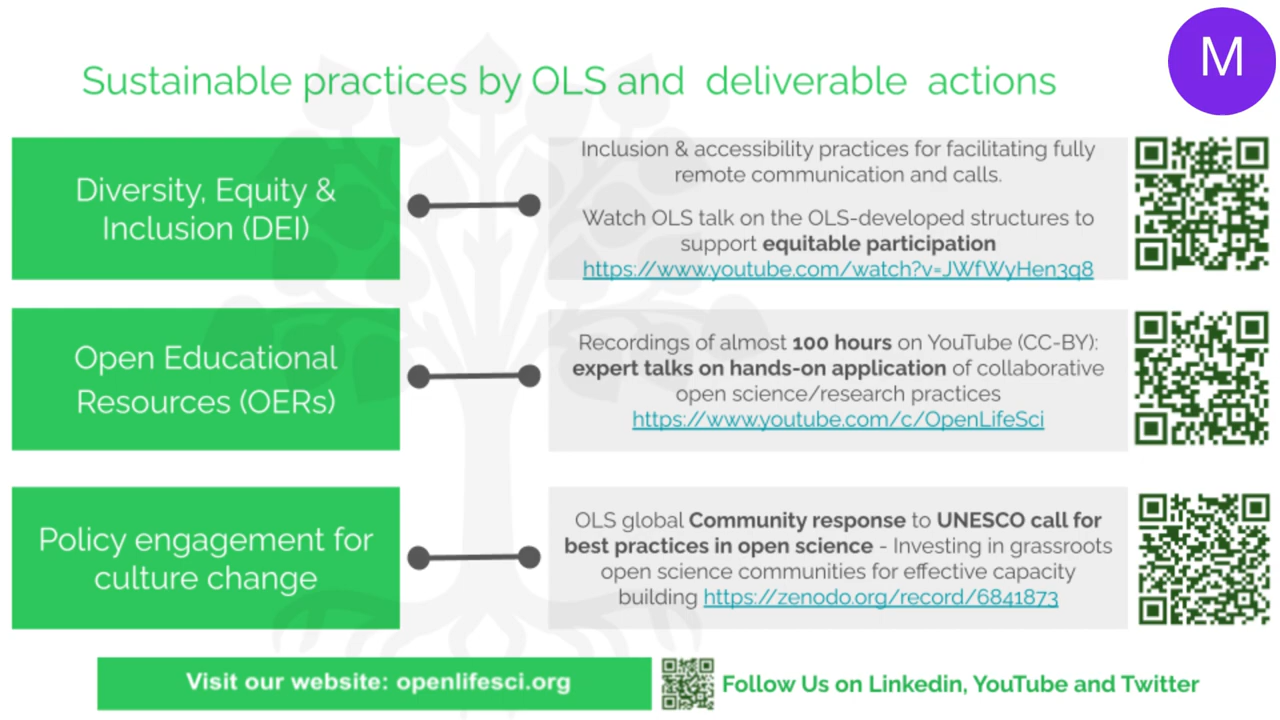 Sustainable practices by OLS and deliverable actions
M
Diversity, Equity &
Inclusion (DEI)
Inclusion & accessibility practices for facilitating fully
remote communication and calls.
Watch OLS talk on the OLS-developed structures to
support equitable participation
https://www.youtube.com/watch?v=JWfWyHen3q8
Open Educational
Resources (OERs)
Recordings of almost 100 hours on YouTube (CC-BY):
expert talks on hands-on application of collaborative
open science/research practices
https://www.youtube.com/c/OpenLifeSci
Policy engagement for
culture change
OLS global Community response to UNESCO call for
best practices in open science - Investing in grassroots
open science communities for effective capacity
building https://zenodo.org/record/6841873
Visit our website: openlifesci.org
Follow Us on Linkedin, YouTube and Twitter